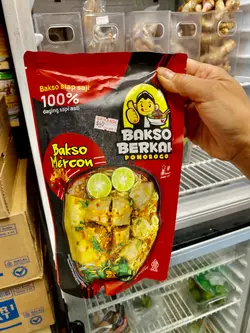 Bakso siap saji
100%
daging sapi asli
BAKSO
BERKAH
PONOROGO
Bakso
Mercon